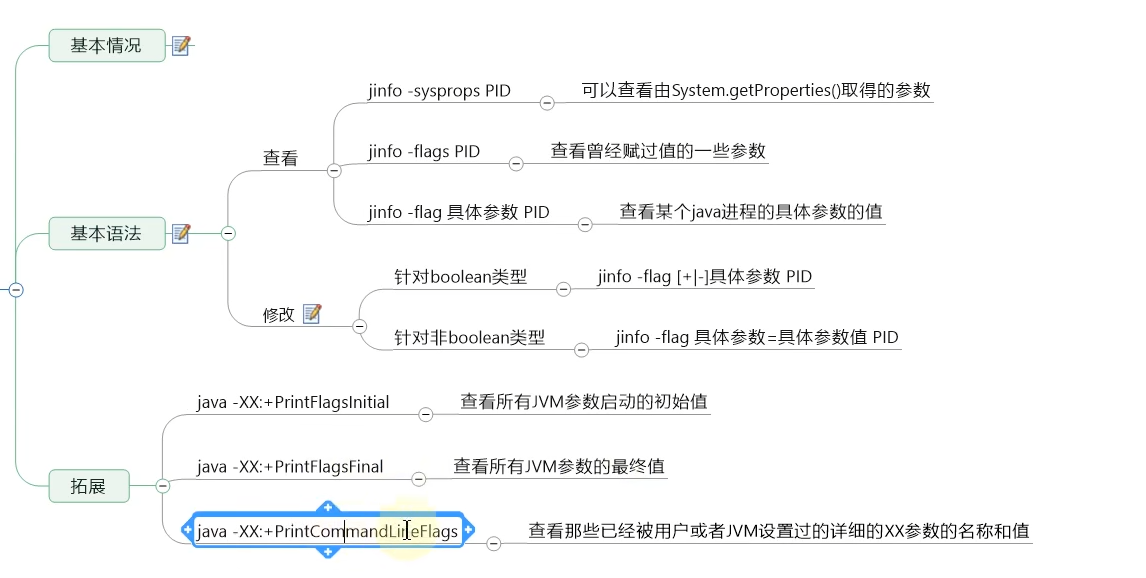 基本情况
基本语法
查看
jinfo -sysprops PID
可以查看由System.getProperties()取得的参数
jinfo -flags PID
查看曾经赋过值的一些参数
jinfo -flag 具体参数 PID
查看某个java进程的具体参数的值
修改
针对boolean类型
jinfo -flag [+|-]具体参数 PID
针对非boolean类型
jinfo -flag 具体参数=具体参数值 PID
拓展
java -XX:+PrintFlagsInitial
查看所有JVM参数启动的初始值
java -XX:+PrintFlagsFinal
查看所有JVM参数的最终值
java -XX:+PrintCommandLineFlags
查看那些已经被用户或者JVM设置过的详细的XX参数的名称和值